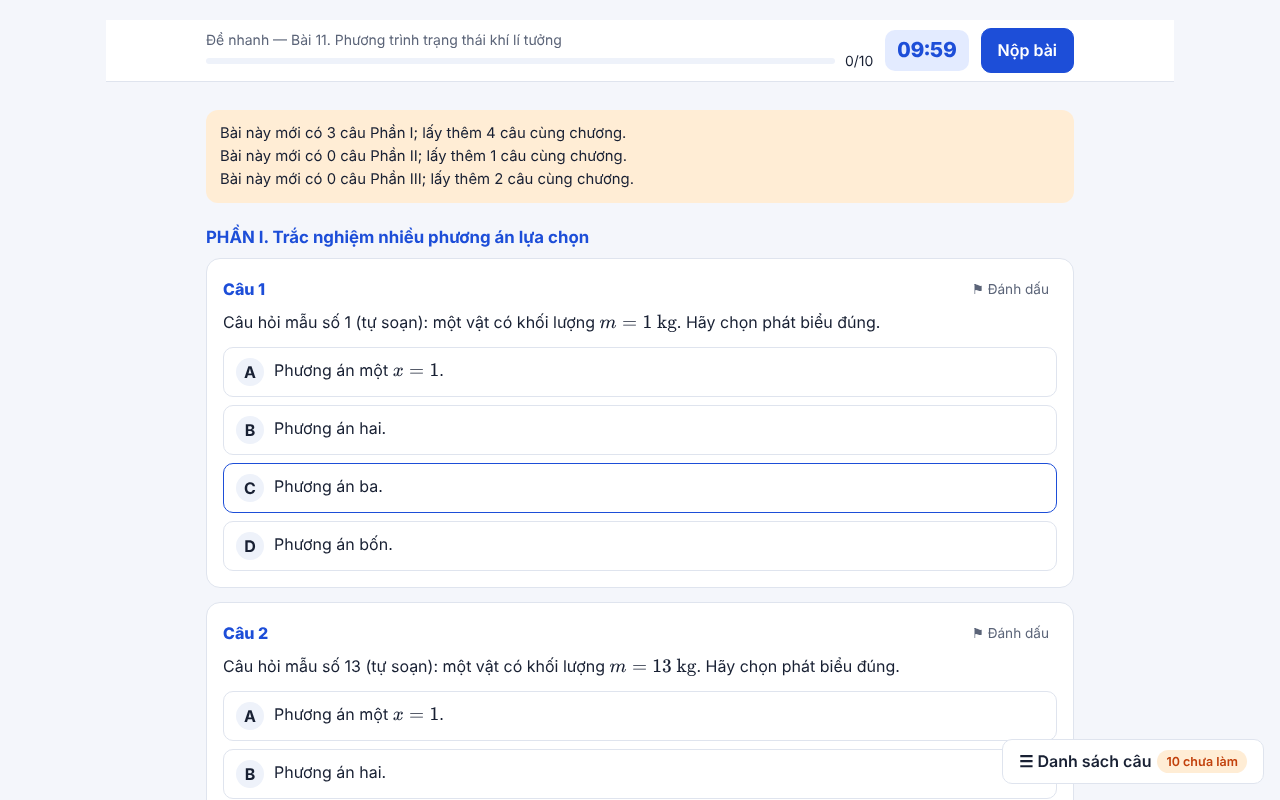 Đề nhanh — Bài 11. Phương trình trạng thái khí lí tưởng
0/10
09:59
Nộp bài
Bài này mới có 3 câu Phần I; lấy thêm 4 câu cùng chương.
Bài này mới có 0 câu Phần II; lấy thêm 1 câu cùng chương.
Bài này mới có 0 câu Phần III; lấy thêm 2 câu cùng chương.
PHẦN I. Trắc nghiệm nhiều phương án lựa chọn
Câu 1
⚑ Đánh dấu
Câu hỏi mẫu số 1 (tự soạn): một vật có khối lượng m = 1 kg. Hãy chọn phát biểu đúng.
A Phương án một x = 1.
B Phương án hai.
C Phương án ba.
D Phương án bốn.
Câu 2
⚑ Đánh dấu
Câu hỏi mẫu số 13 (tự soạn): một vật có khối lượng m = 13 kg. Hãy chọn phát biểu đúng.
A Phương án một x = 1.
B Phương án hai.
☰ Danh sách câu 10 chưa làm